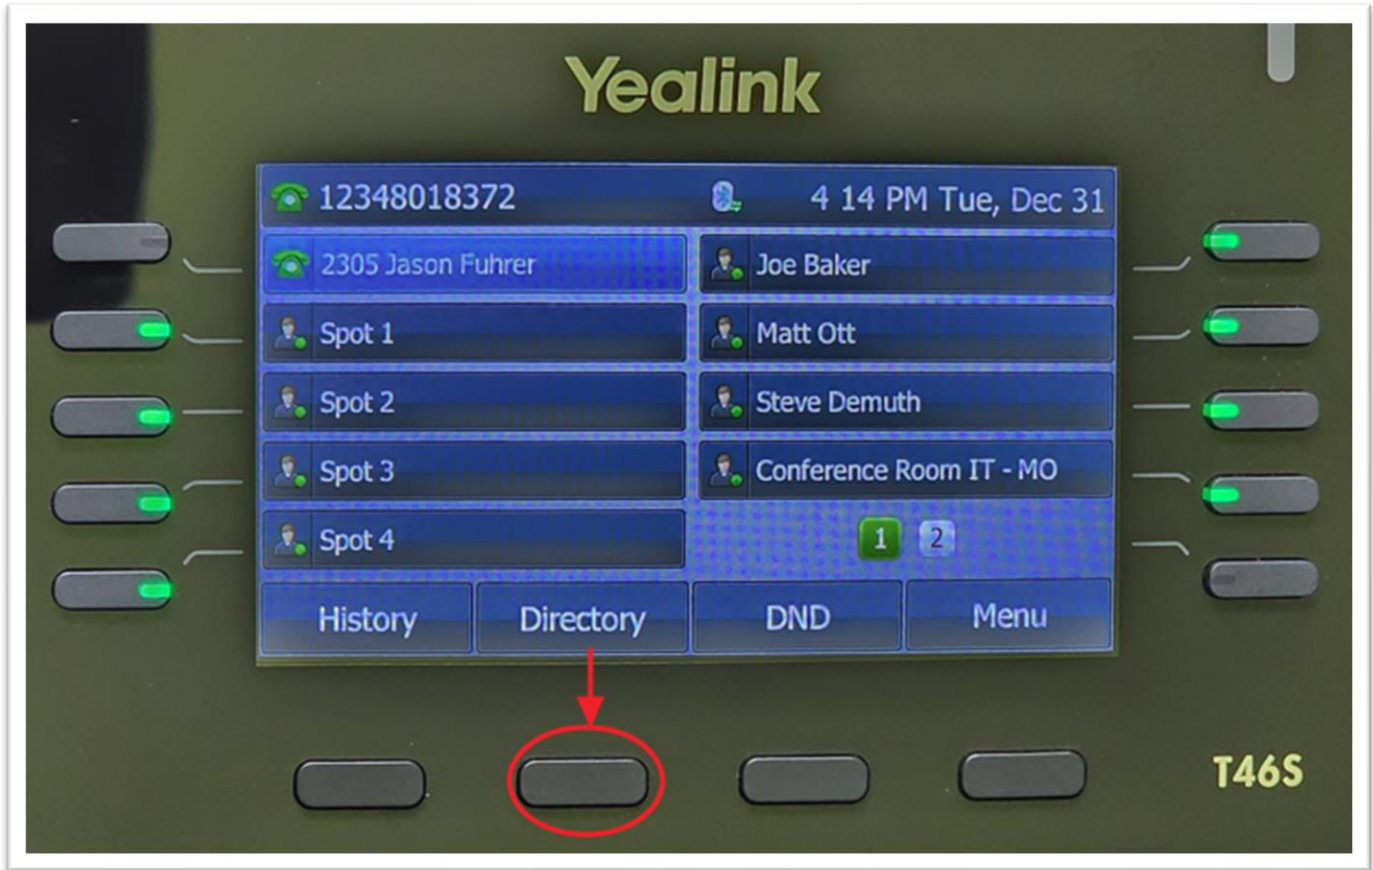 Yealink
12348018372
4 14 PM Tue, Dec 31
2305 Jason Fuhrer
Joe Baker
Spot 1
Matt Ott
Spot 2
Steve Demuth
Spot 3
Conference Room IT - MO
Spot 4
1 2
History Directory DND Menu
T46S